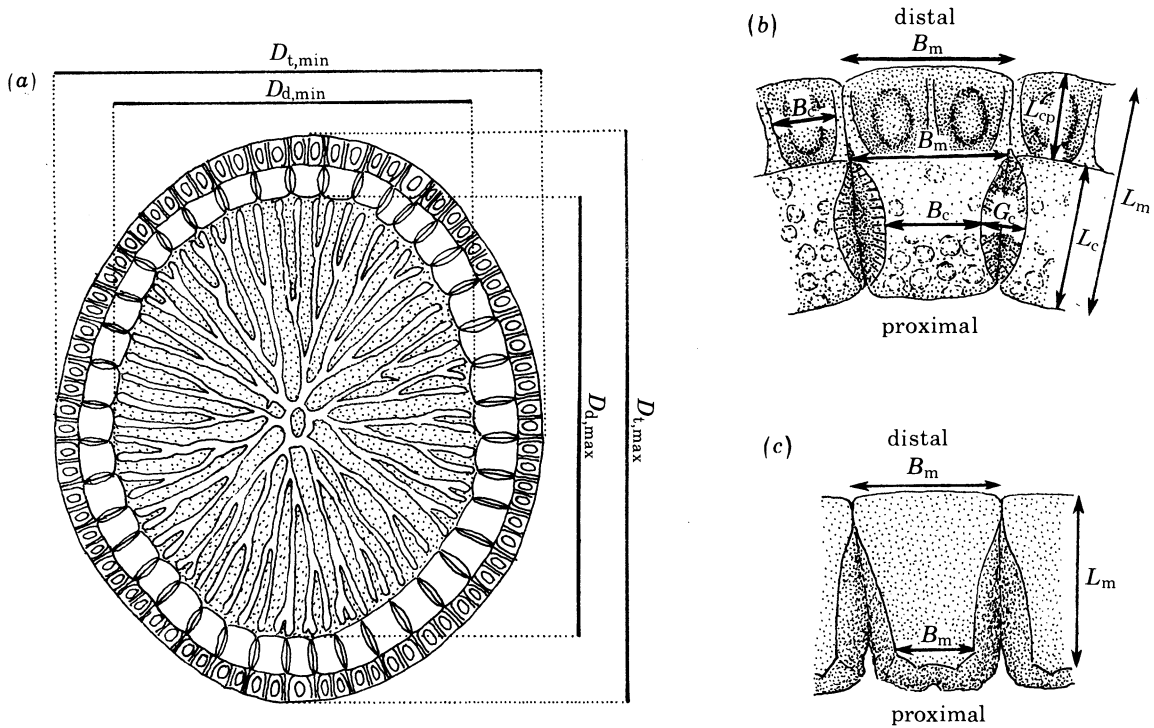 (a)
D_t,min
D_d,min
D_d,max
D_t,max
(b)
distal
B_m
B_c
L_cp
B_m
B_c
G_c
L_c
L_m
proximal
(c)
distal
B_m
L_m
B_m
proximal